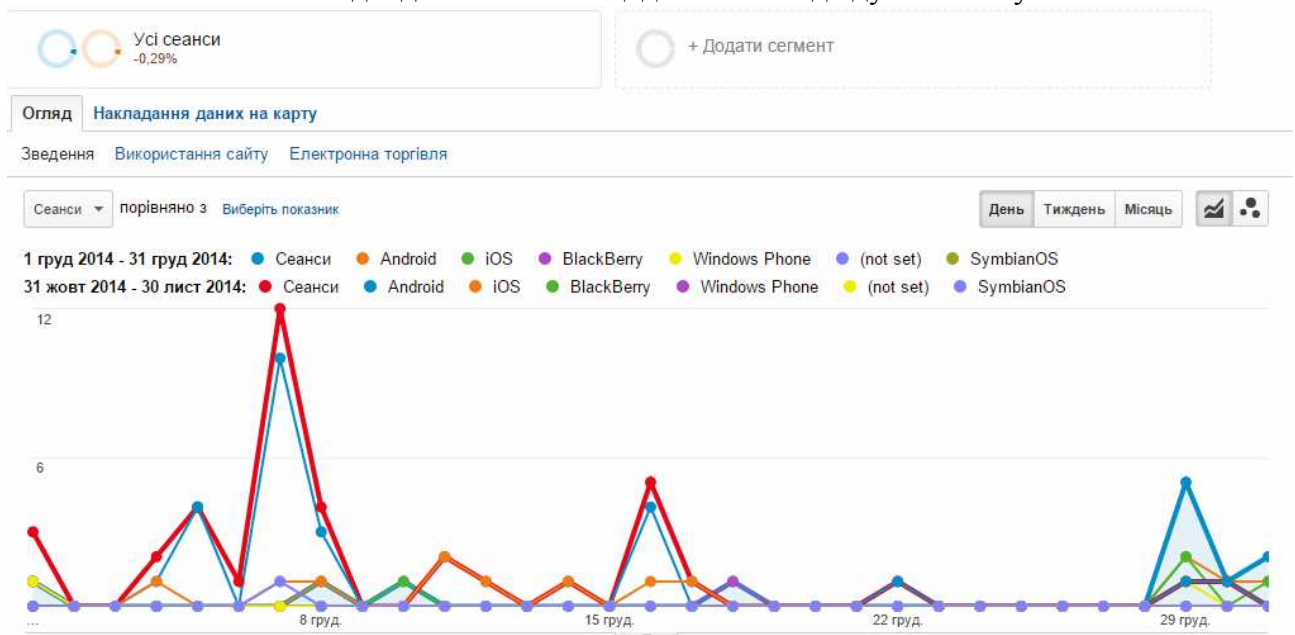 Усі сеанси
-0,29%
+ Додати сегмент
Огляд Накладання даних на карту
Зведення Використання сайту Електронна торгівля
Сеанси порівняно з Виберіть показник День Тиждень Місяць
1 груд 2014 - 31 груд 2014: Сеанси Android iOS BlackBerry Windows Phone (not set) SymbianOS
31 жовт 2014 - 30 лист 2014: Сеанси Android iOS BlackBerry Windows Phone (not set) SymbianOS
12
6
... 8 груд. 15 груд. 22 груд. 29 груд.